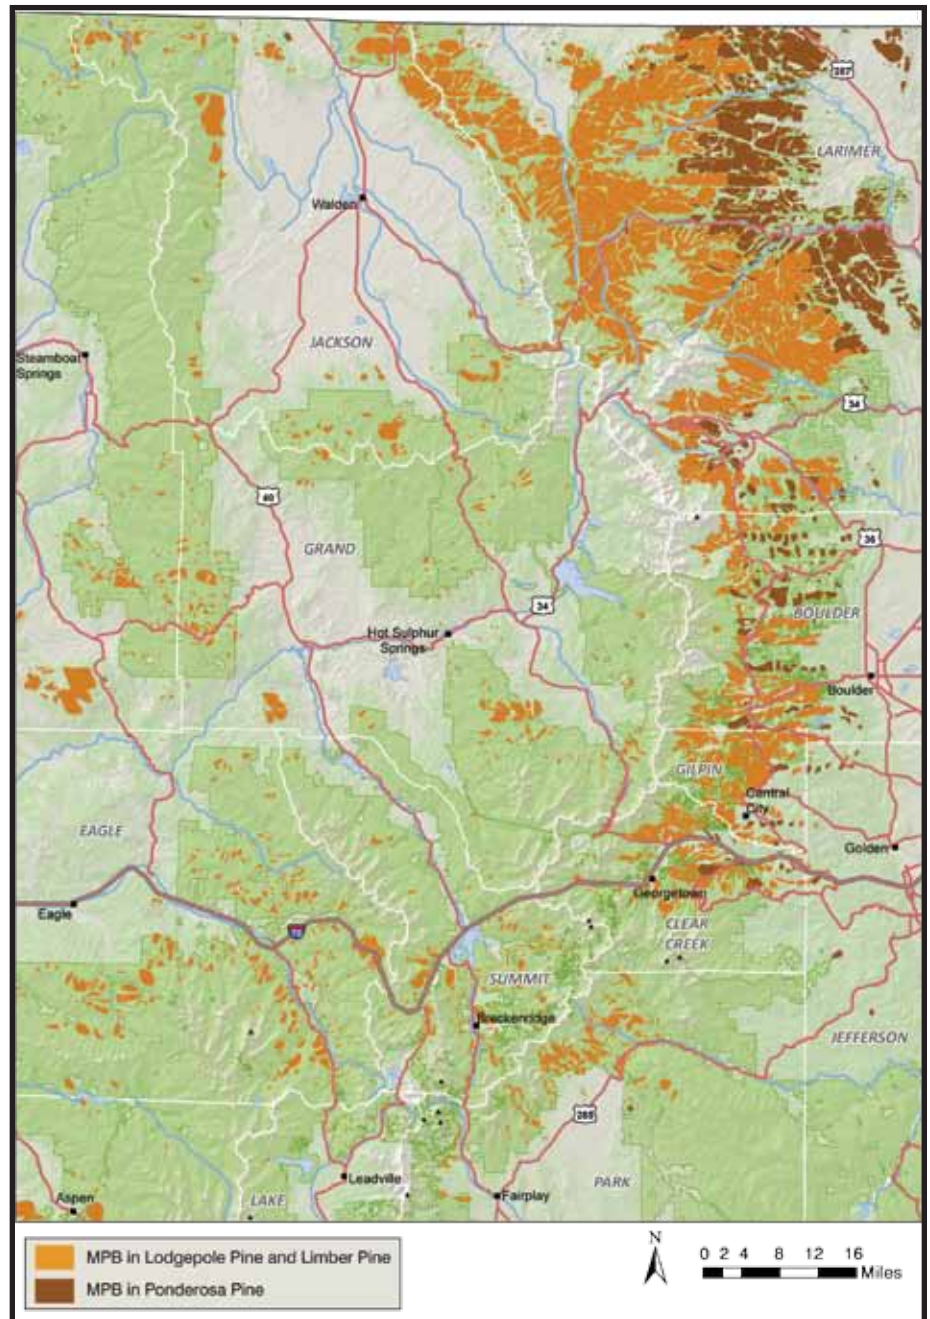 287
LARIMER
Walden
JACKSON
Steamboat
Springs
34
40
GRAND
36
34
BOULDER
Hot Sulphur
Springs
Boulder
GILPIN
Central
City
EAGLE
Golden
Georgetown
Eagle
CLEAR
CREEK
70
SUMMIT
Breckenridge
JEFFERSON
285
Leadville
PARK
Aspen
LAKE
Fairplay
MPB in Lodgepole Pine and Limber Pine
MPB in Ponderosa Pine
N
0 2 4 8 12 16
Miles